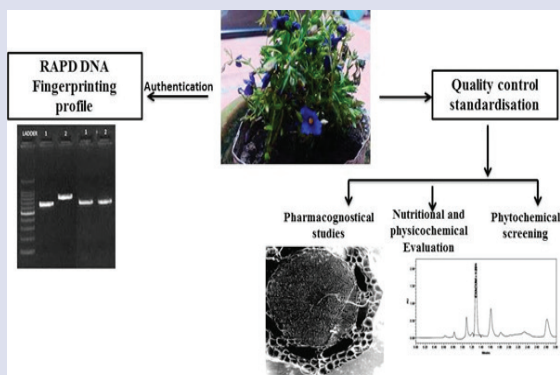 RAPD DNA
Fingerprinting
profile
Authentication
Quality control
standardisation
LADDER 1 2 1 2
Pharmacognostical
studies
Nutritional and
physicochemical
Evaluation
Phytochemical
screening